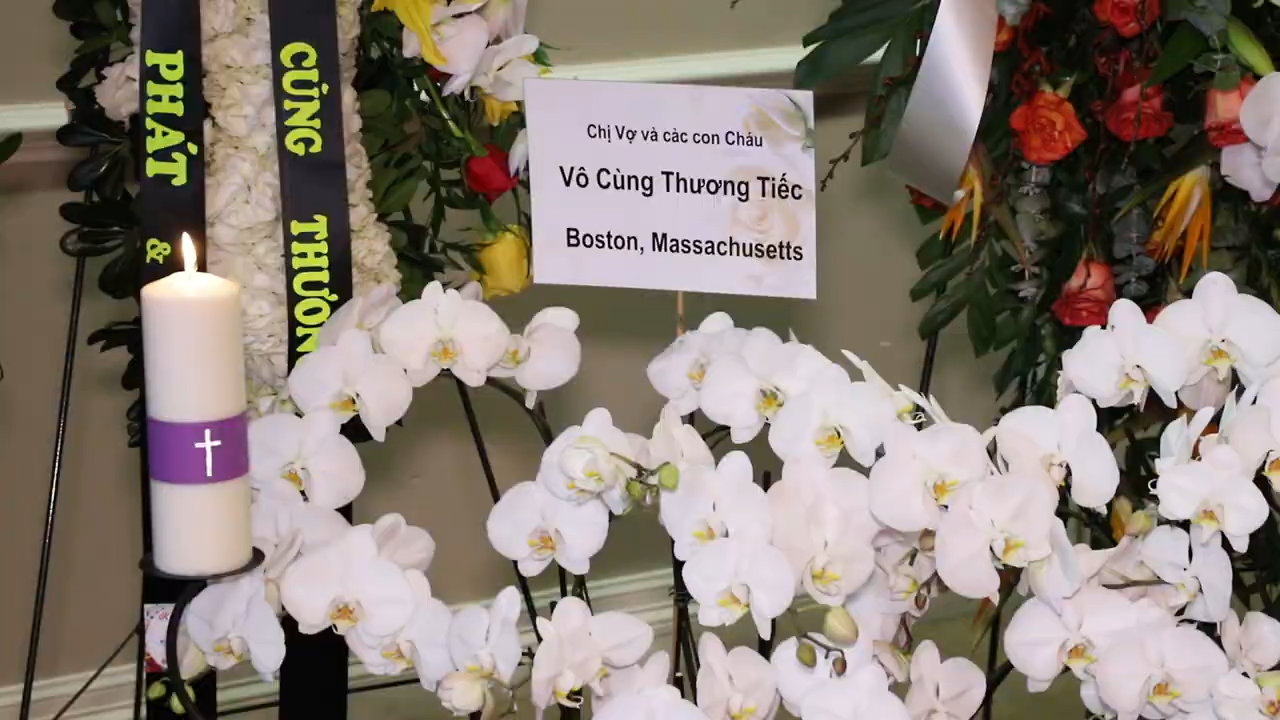 PHÁT &
CÙNG THƯƠN
Chị Vợ và các con Cháu
Vô Cùng Thương Tiếc
Boston, Massachusetts